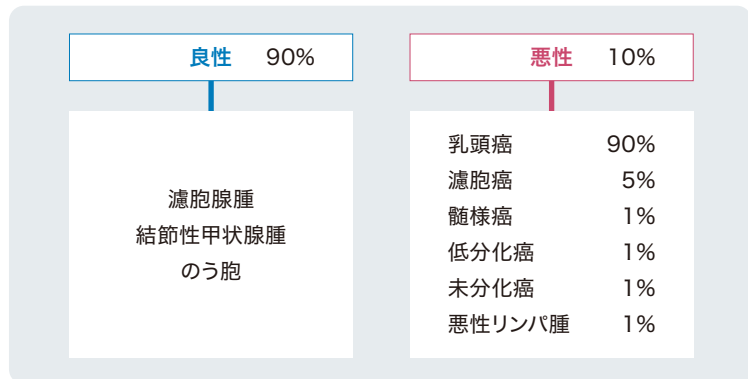 良性 90%
濾胞腺腫
結節性甲状腺腫
のう胞
悪性 10%
乳頭癌 90%
濾胞癌 5%
髄様癌 1%
低分化癌 1%
未分化癌 1%
悪性リンパ腫 1%